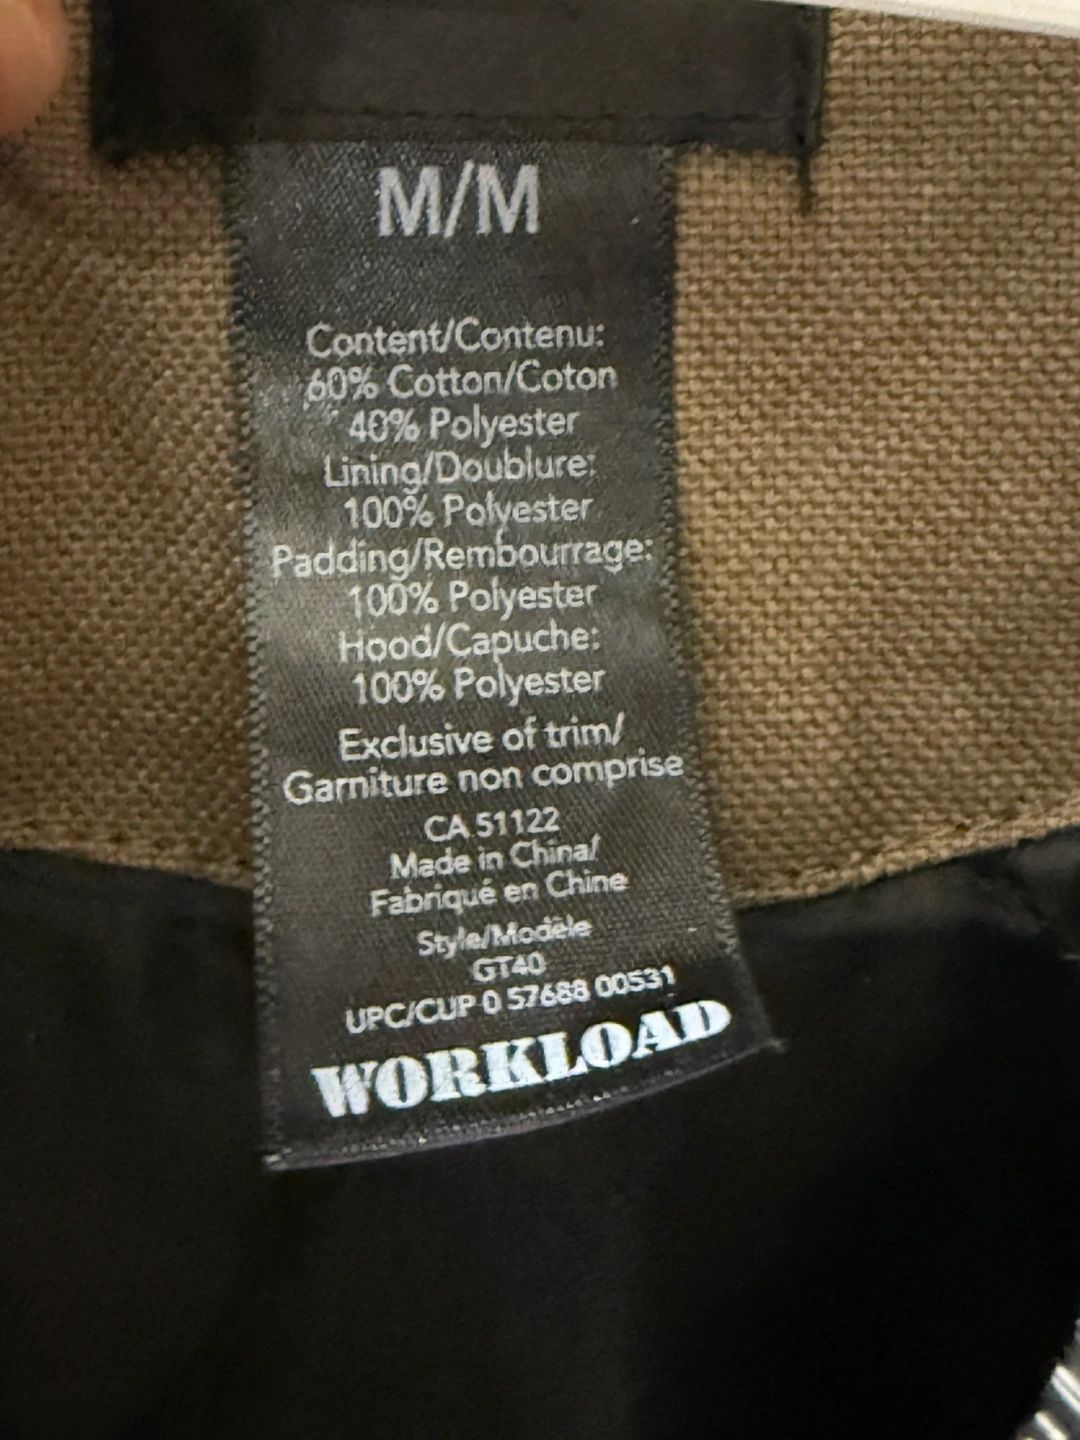 M/M
Content/Contenu:
60% Cotton/Coton
40% Polyester
Lining/Doublure:
100% Polyester
Padding/Rembourrage:
100% Polyester
Hood/Capuche:
100% Polyester
Exclusive of trim/
Garniture non comprise
CA 51122
Made in China/
Fabriqué en Chine
Style/Modèle
GT40
UPC/CUP 0 57688 00531
WORKLOAD